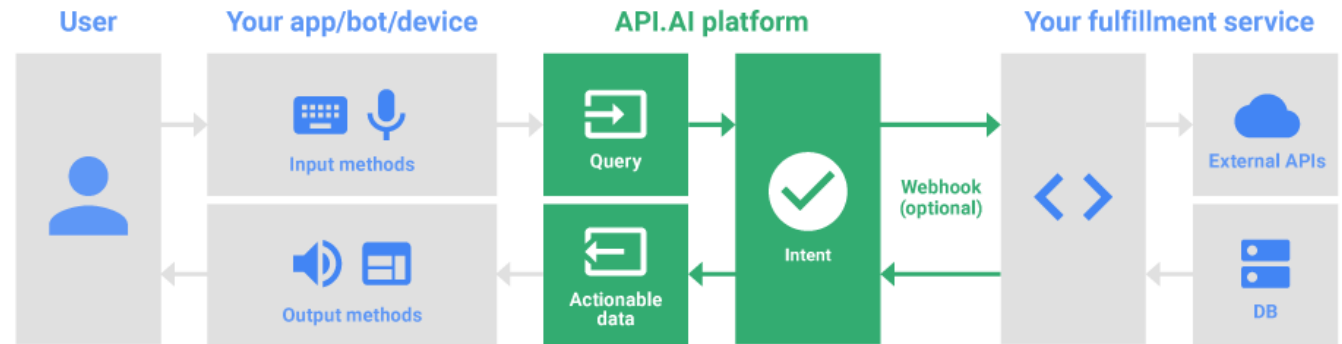 User
Your app/bot/device
API.AI platform
Your fulfillment service
Input methods
Query
External APIs
Webhook
(optional)
Intent
Output methods
Actionable
data
DB